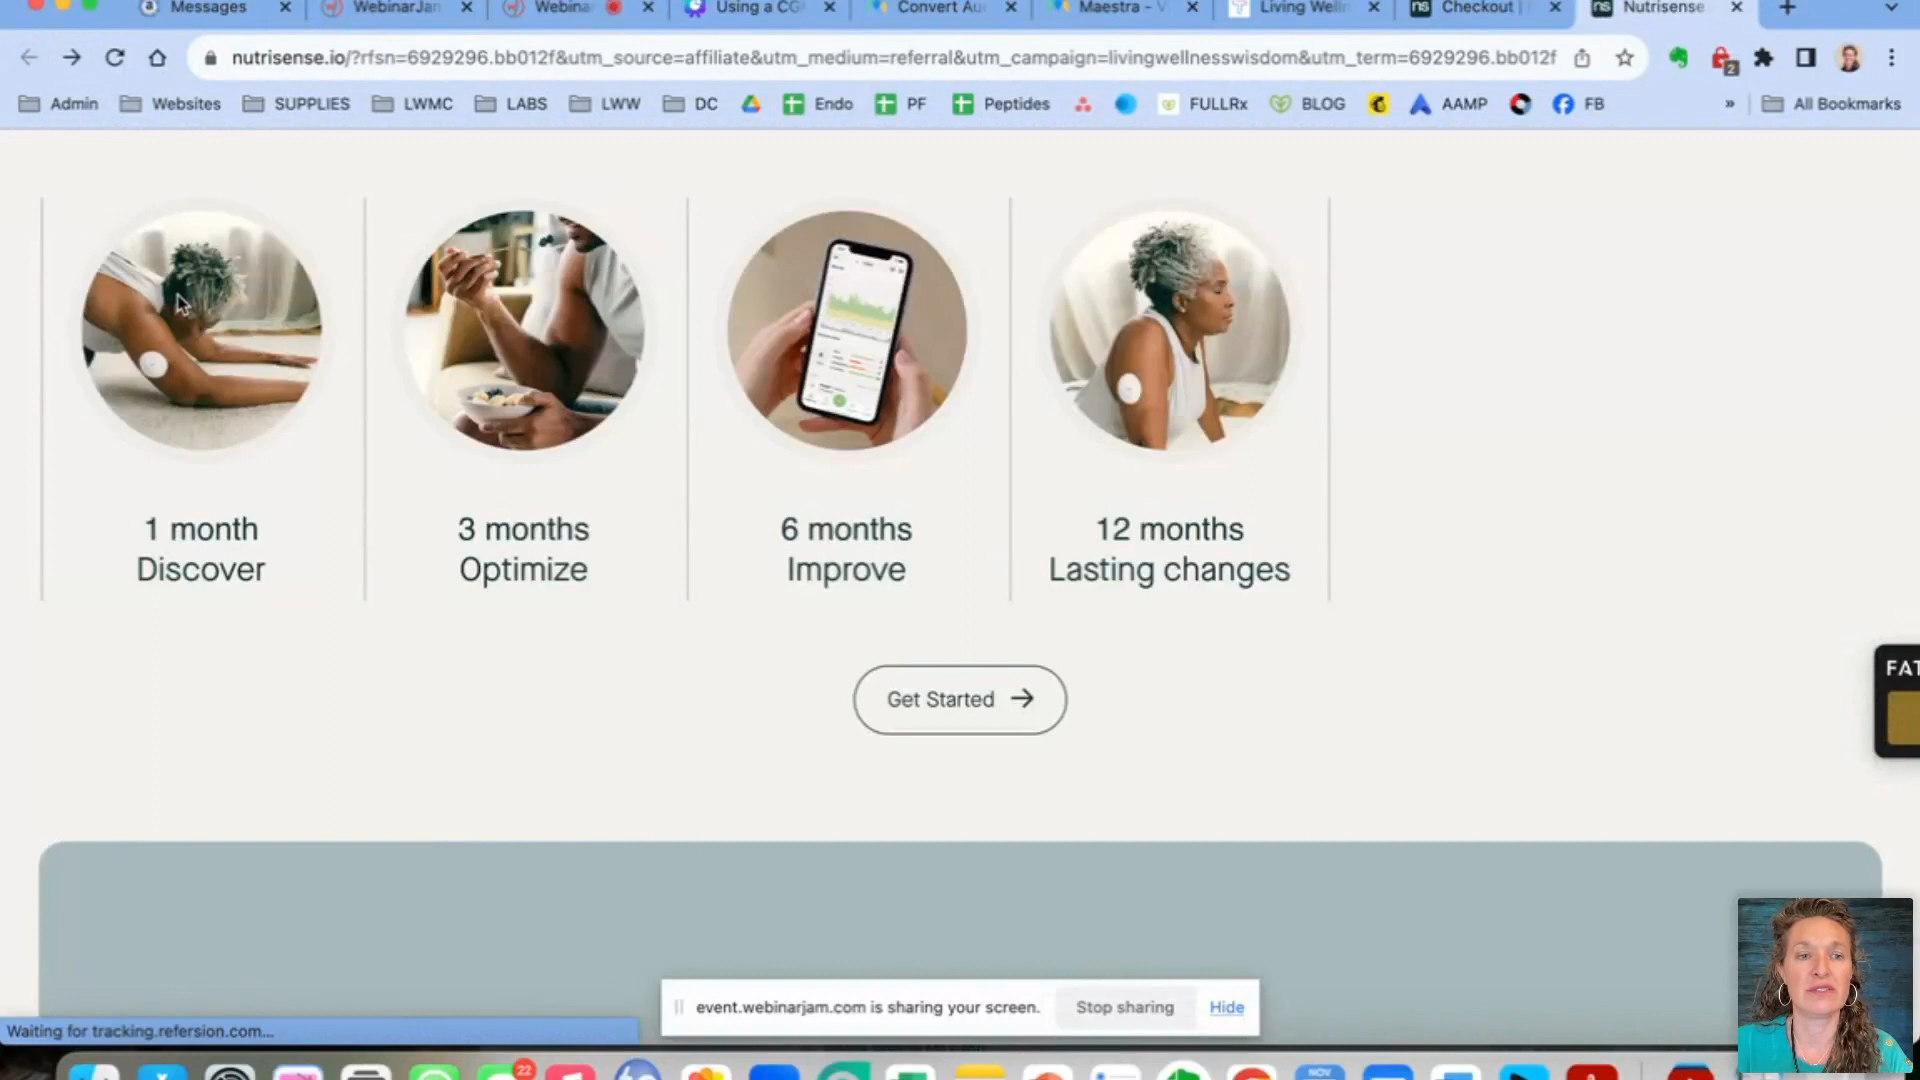 Messages
WebinarJam
Webina
Using a CG
Convert Au
Maestra - V
Living Welln
Checkout |
Nutrisense
nutrisense.io/?rfsn=6929296.bb012f&utm_source=affiliate&utm_medium=referral&utm_campaign=livingwellnesswisdom&utm_term=6929296.bb012f
2
Admin
Websites
SUPPLIES
LWMC
LABS
LWW
DC
Endo
PF
Peptides
FULLRx
BLOG
AAMP
FB
»
All Bookmarks
1 month
Discover
3 months
Optimize
6 months
Improve
12 months
Lasting changes
Get Started →
FAT
event.webinarjam.com is sharing your screen.
Stop sharing
Hide
Waiting for tracking.refersion.com...
22
NOV